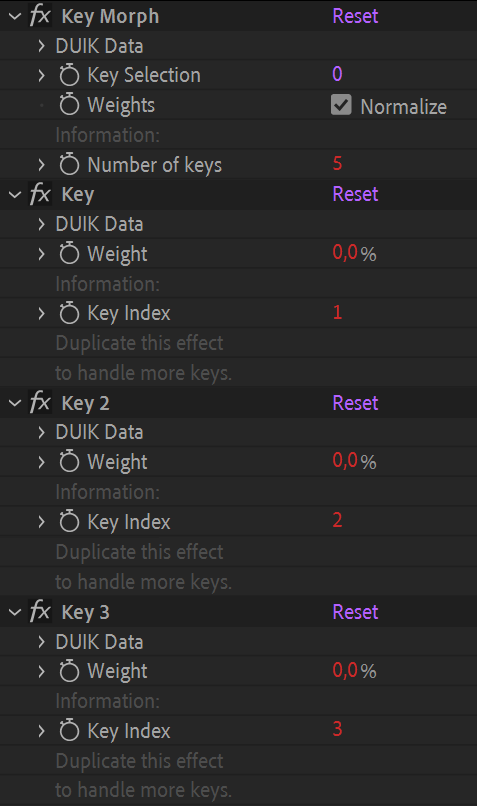 fx Key Morph Reset
DUIK Data
Key Selection 0
Weights Normalize
Information:
Number of keys 5
fx Key Reset
DUIK Data
Weight 0,0 %
Information:
Key Index 1
Duplicate this effect
to handle more keys.
fx Key 2 Reset
DUIK Data
Weight 0,0 %
Information:
Key Index 2
Duplicate this effect
to handle more keys.
fx Key 3 Reset
DUIK Data
Weight 0,0 %
Information:
Key Index 3
Duplicate this effect
to handle more keys.